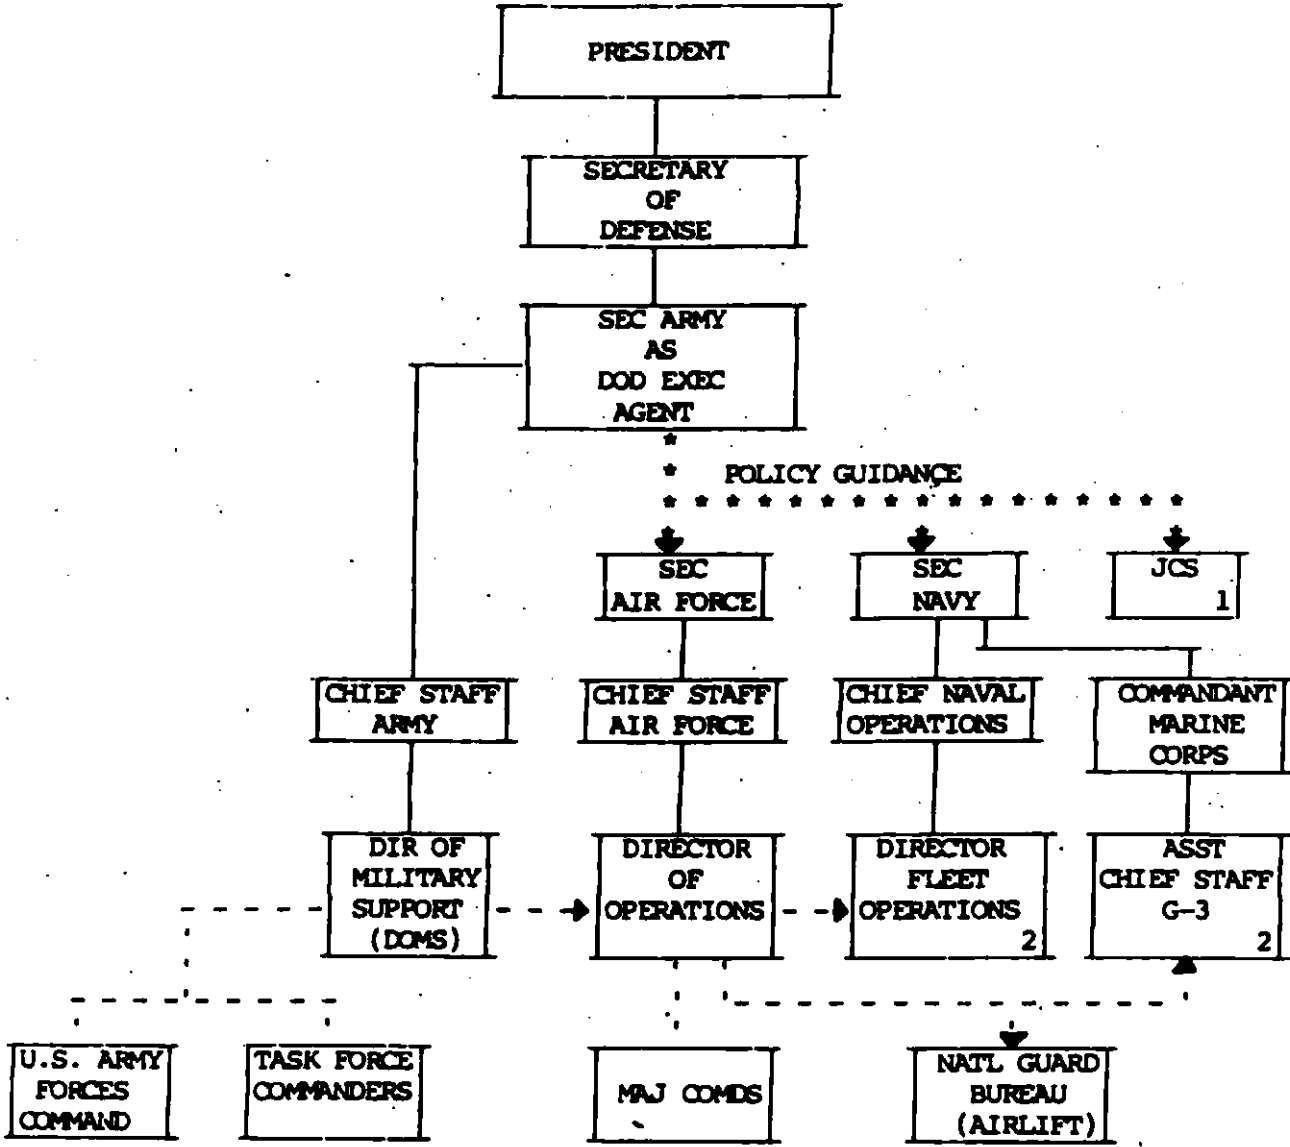 PRESIDENT
SECRETARY
OF
DEFENSE
SEC ARMY
AS
DOD EXEC
AGENT
POLICY GUIDANCE
SEC
AIR FORCE
SEC
NAVY
JCS
1
CHIEF STAFF
ARMY
CHIEF STAFF
AIR FORCE
CHIEF NAVAL
OPERATIONS
COMMANDANT
MARINE
CORPS
DIR OF
MILITARY
SUPPORT
(DOMS)
DIRECTOR
OF
OPERATIONS
DIRECTOR
FLEET
OPERATIONS
2
ASST
CHIEF STAFF
G-3
2
U.S. ARMY
FORCES
COMMAND
TASK FORCE
COMMANDERS
MAJ COMDS
NATL GUARD
BUREAU
(AIRLIFT)